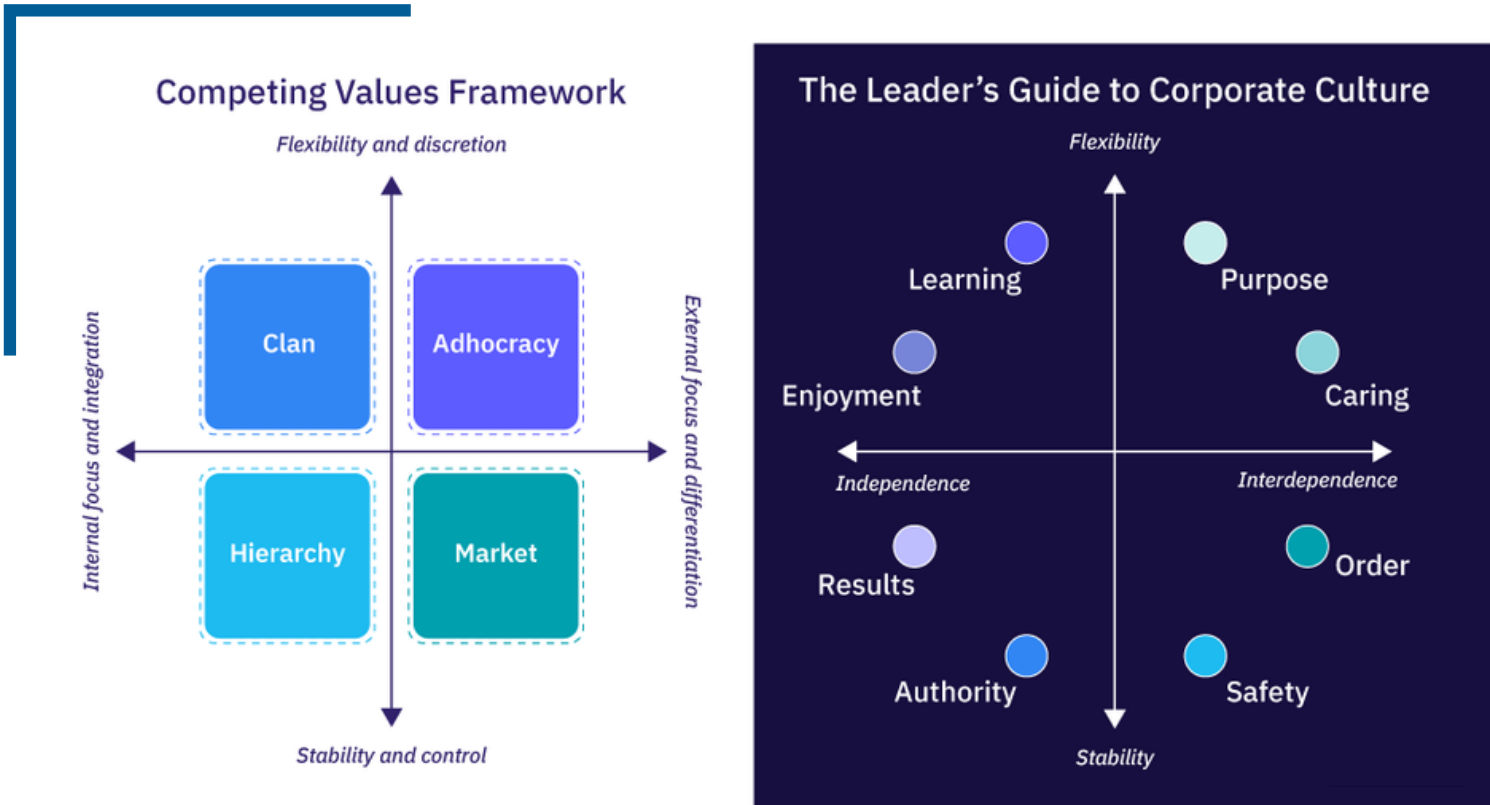 Competing Values Framework
Flexibility and discretion
Internal focus and integration
Clan
Adhocracy
External focus and differentiation
Hierarchy
Market
Stability and control
The Leader’s Guide to Corporate Culture
Flexibility
Learning
Purpose
Enjoyment
Caring
Independence
Interdependence
Results
Order
Authority
Safety
Stability